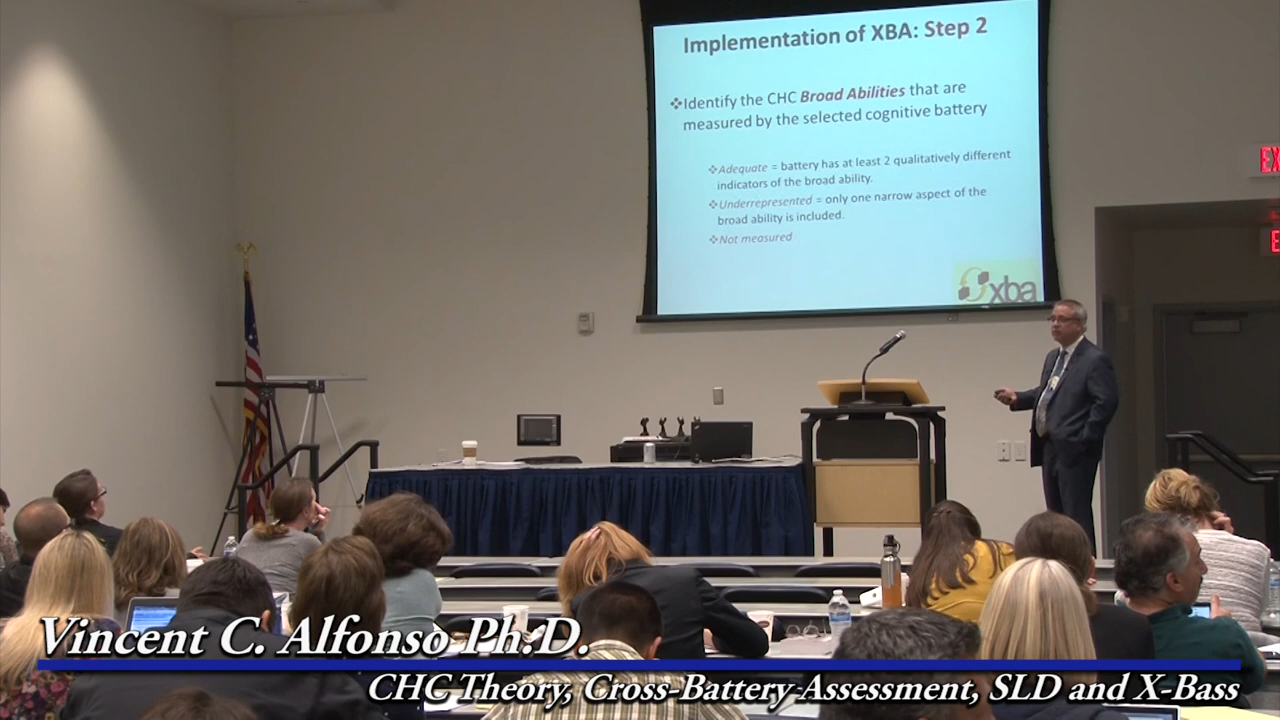 Implementation of XBA: Step 2
❖Identify the CHC Broad Abilities that are
measured by the selected cognitive battery
❖Adequate = battery has at least 2 qualitatively different
indicators of the broad ability.
❖Underrepresented = only one narrow aspect of the
broad ability is included.
❖Not measured
xba
EX
E
Vincent C. Alfonso Ph.D.
CHC Theory, Cross-Battery Assessment, SLD and X-Bass